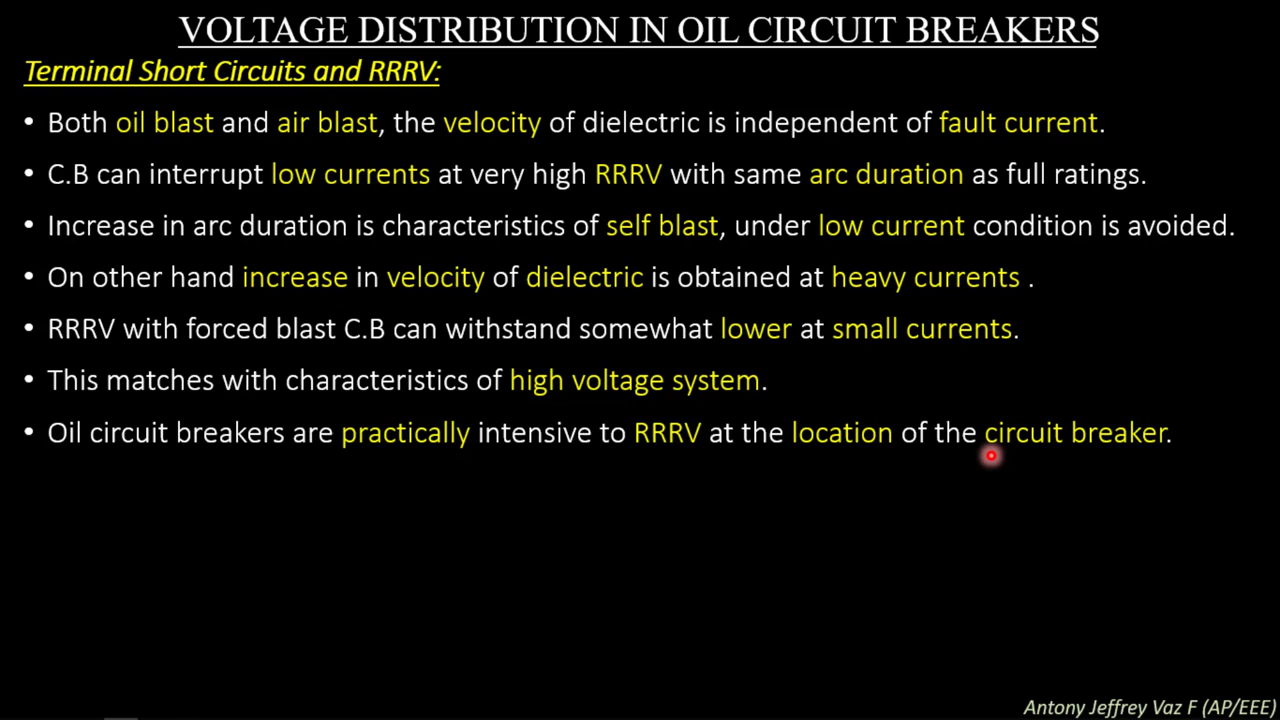 VOLTAGE DISTRIBUTION IN OIL CIRCUIT BREAKERS
Terminal Short Circuits and RRRV:
• Both oil blast and air blast, the velocity of dielectric is independent of fault current.
• C.B can interrupt low currents at very high RRRV with same arc duration as full ratings.
• Increase in arc duration is characteristics of self blast, under low current condition is avoided.
• On other hand increase in velocity of dielectric is obtained at heavy currents .
• RRRV with forced blast C.B can withstand somewhat lower at small currents.
• This matches with characteristics of high voltage system.
• Oil circuit breakers are practically intensive to RRRV at the location of the circuit breaker.
Antony Jeffrey Vaz F (AP/EEE)